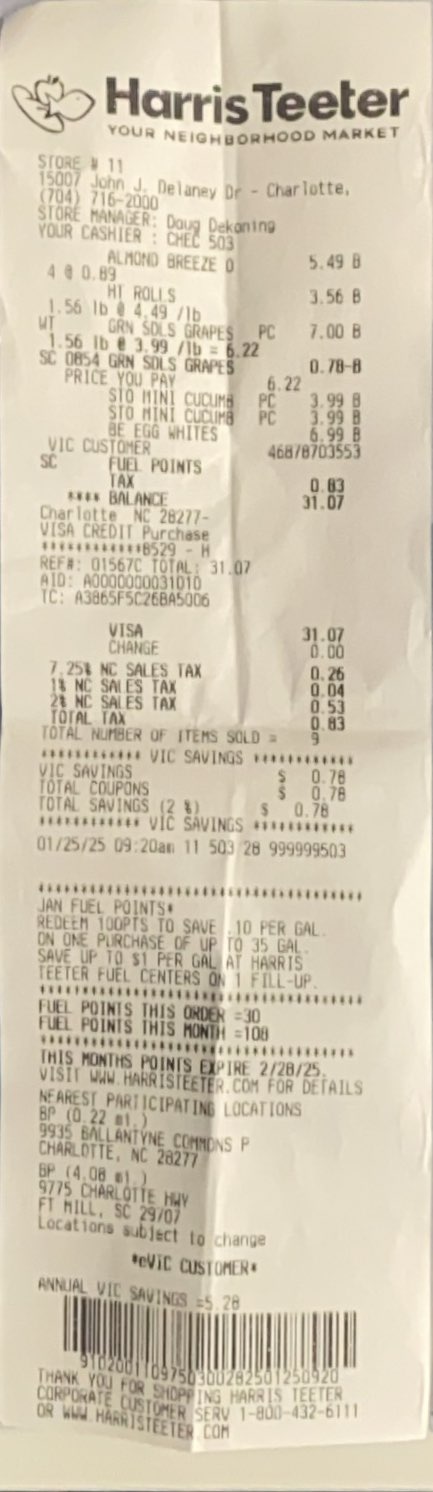 Harris Teeter
YOUR NEIGHBORHOOD MARKET
STORE # 11
15007 John J. Delaney Dr - Charlotte,
(704) 716-2000
STORE MANAGER: Doug Dekoning
YOUR CASHIER : CHEC 503
ALMOND BREEZE O 5.49 B
4 @ 0.89
HT ROLLS 3.56 B
1.56 lb @ 4.49 /lb
WT GRN SDLS GRAPES PC 7.00 B
1.56 lb @ 3.99 /lb = 6.22
SC 0854 GRN SDLS GRAPES 0.78-B
PRICE YOU PAY 6.22
STO MINI CUCUMB PC 3.99 B
STO MINI CUCUMB PC 3.99 B
BE EGG WHITES 6.99 B
VIC CUSTOMER 46878703553
SC FUEL POINTS
TAX 0.83
**** BALANCE 31.07
Charlotte NC 28277-
VISA CREDIT Purchase
************8529 - H
REF#: 01567C TOTAL: 31.07
AID: A0000000031010
TC: A3865F5C26BA5006
VISA 31.07
CHANGE 0.00
7.25% NC SALES TAX 0.26
1% NC SALES TAX 0.04
2% NC SALES TAX 0.53
TOTAL TAX 0.83
TOTAL NUMBER OF ITEMS SOLD = 9
************ VIC SAVINGS ************
VIC SAVINGS $ 0.78
TOTAL COUPONS $ 0.78
TOTAL SAVINGS (2 %) $ 0.78
************ VIC SAVINGS ************
01/25/25 09:20am 11 503 28 999999503
**************************************
JAN FUEL POINTS*
REDEEM 100PTS TO SAVE .10 PER GAL.
ON ONE PURCHASE OF UP TO 35 GAL.
SAVE UP TO $1 PER GAL AT HARRIS
TEETER FUEL CENTERS ON 1 FILL-UP.
**************************************
FUEL POINTS THIS ORDER =30
FUEL POINTS THIS MONTH =108
**************************************
THIS MONTHS POINTS EXPIRE 2/28/25.
VISIT WWW.HARRISTEETER.COM FOR DETAILS
NEAREST PARTICIPATING LOCATIONS
BP (0.22 mi.)
9935 BALLANTYNE COMMONS P
CHARLOTTE, NC 28277
BP (4.08 mi.)
9775 CHARLOTTE HWY
FT MILL, SC 29707
Locations subject to change
*eVIC CUSTOMER*
ANNUAL VIC SAVINGS =5.28
THANK YOU FOR SHOPPING HARRIS TEETER
CORPORATE CUSTOMER SERV 1-800-432-6111
OR WWW.HARRISTEETER.COM